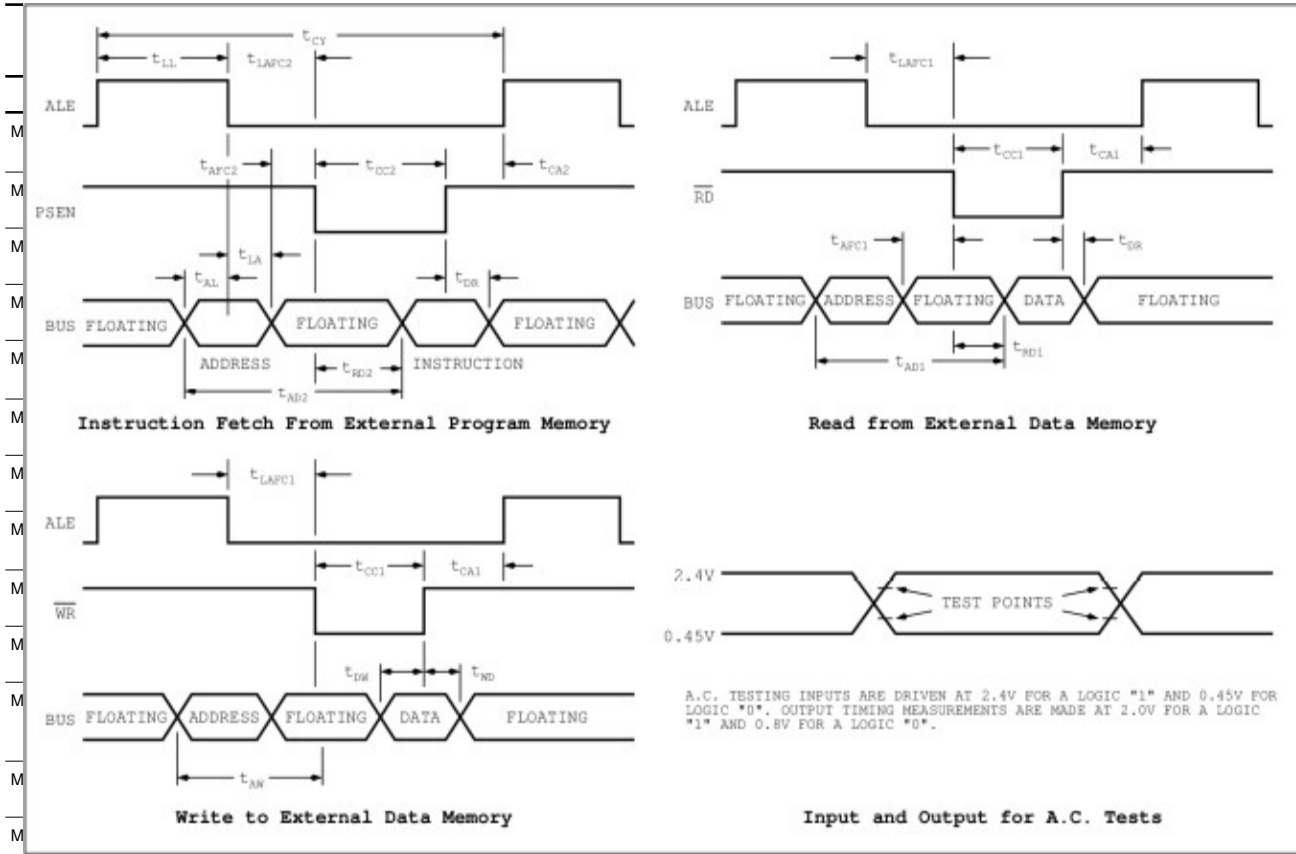 tCY
tLL
tLAFC2
ALE
tAFC2
tCC2
tCA2
PSEN
tLA
tAL
tDR
BUS FLOATING FLOATING FLOATING
ADDRESS
tRD2
INSTRUCTION
tAD2
Instruction Fetch From External Program Memory
tLAFC1
ALE
tCC1
tCA1
RD
tAFC1
tDR
BUS FLOATING ADDRESS FLOATING DATA FLOATING
tRD1
tAD1
Read from External Data Memory
tLAFC1
ALE
tCC1
tCA1
WR
tDW
tWD
BUS FLOATING ADDRESS FLOATING DATA FLOATING
tAW
Write to External Data Memory
2.4V
TEST POINTS
0.45V
A.C. TESTING INPUTS ARE DRIVEN AT 2.4V FOR A LOGIC "1" AND 0.45V FOR
LOGIC "0". OUTPUT TIMING MEASUREMENTS ARE MADE AT 2.0V FOR A LOGIC
"1" AND 0.8V FOR A LOGIC "0".
Input and Output for A.C. Tests
M
M
M
M
M
M
M
M
M
M
M
M
M